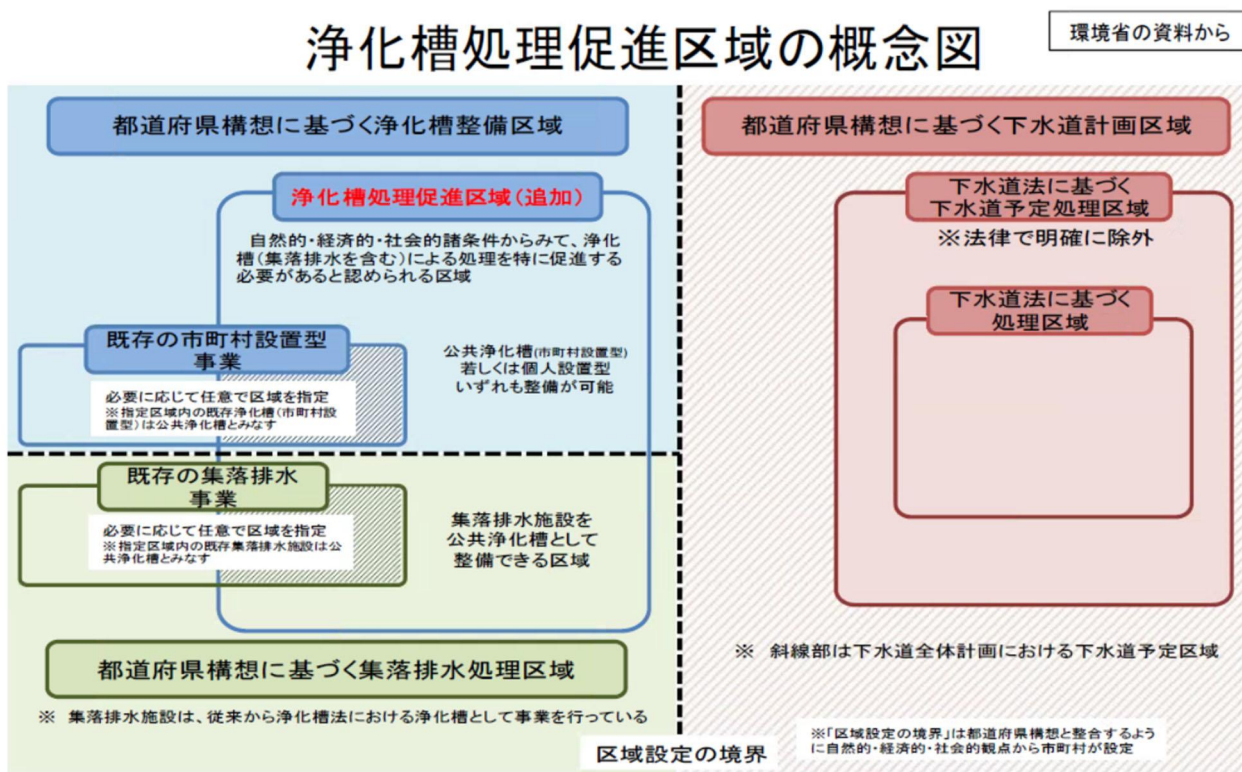 浄化槽処理促進区域の概念図
環境省の資料から
都道府県構想に基づく浄化槽整備区域
浄化槽処理促進区域(追加)
自然的・経済的・社会的諸条件からみて、浄化
槽(集落排水を含む)による処理を特に促進する
必要があると認められる区域
既存の市町村設置型
事業
必要に応じて任意で区域を指定
※指定区域内の既存浄化槽(市町村設
置型)は公共浄化槽とみなす
公共浄化槽(市町村設置型)
若しくは個人設置型
いずれも整備が可能
既存の集落排水
事業
必要に応じて任意で区域を指定
※指定区域内の既存集落排水施設は公
共浄化槽とみなす
集落排水施設を
公共浄化槽として
整備できる区域
都道府県構想に基づく集落排水処理区域
※ 集落排水施設は、従来から浄化槽法における浄化槽として事業を行っている
都道府県構想に基づく下水道計画区域
下水道法に基づく
下水道予定処理区域
※法律で明確に除外
下水道法に基づく
処理区域
※ 斜線部は下水道全体計画における下水道予定区域
区域設定の境界
※「区域設定の境界」は都道府県構想と整合するよう
に自然的・経済的・社会的観点から市町村が設定